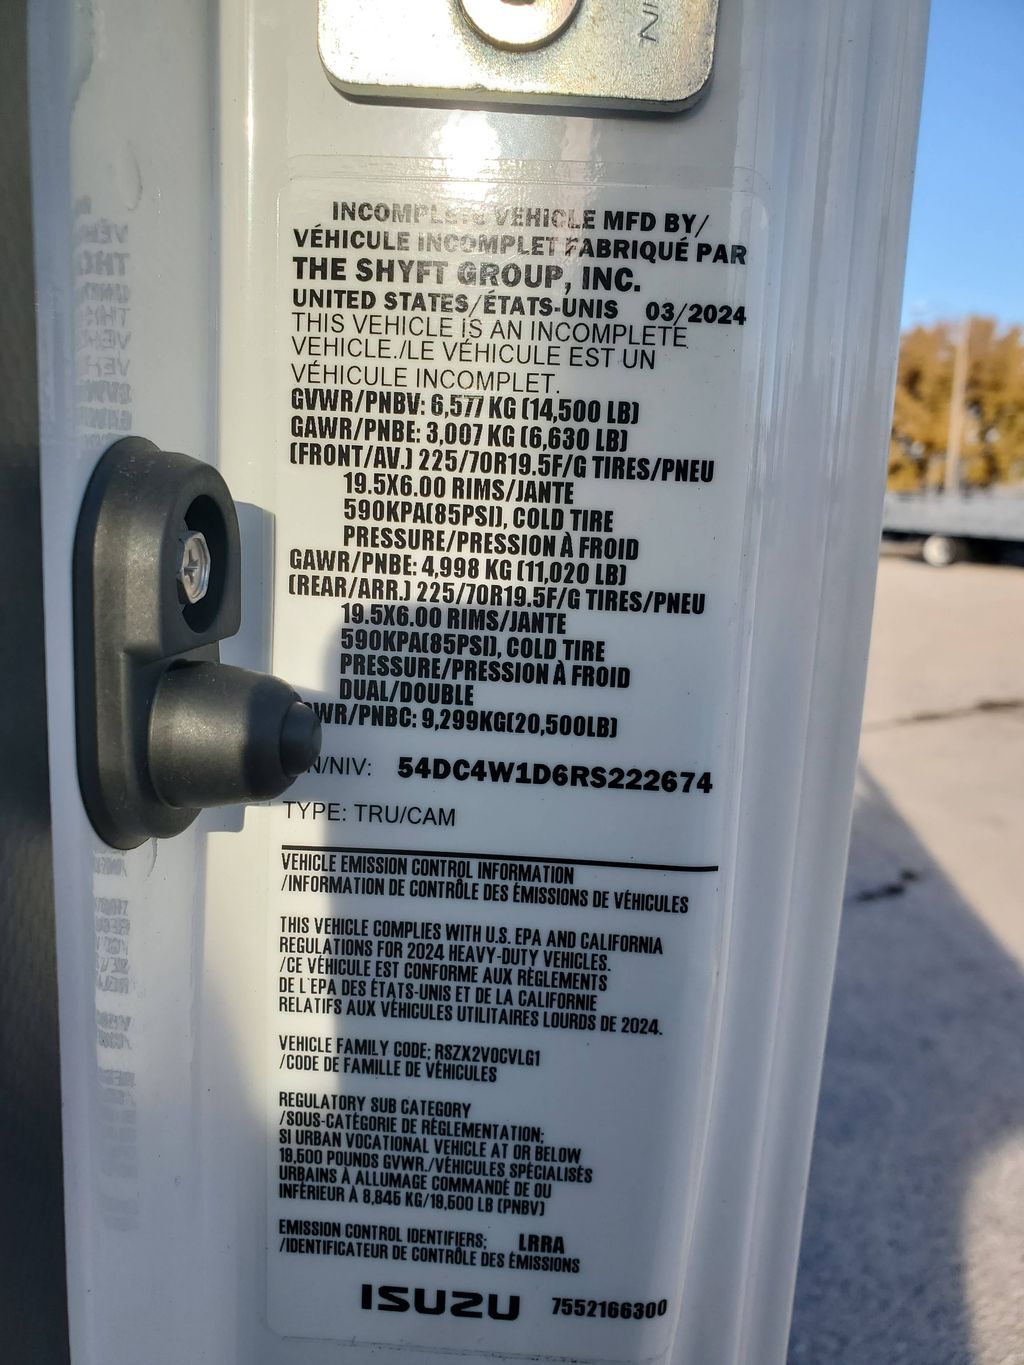 NI
INCOMPLETE VEHICLE MFD BY/
VÉHICULE INCOMPLET FABRIQUÉ PAR
THE SHYFT GROUP, INC.
UNITED STATES/ÉTATS-UNIS 03/2024
THIS VEHICLE IS AN INCOMPLETE
VEHICLE./LE VÉHICULE EST UN
VÉHICULE INCOMPLET.
GVWR/PNBV: 6,577 KG (14,500 LB)
GAWR/PNBE: 3,007 KG (6,630 LB)
(FRONT/AV.) 225/70R19.5F/G TIRES/PNEU
19.5X6.00 RIMS/JANTE
590KPA(85PSI), COLD TIRE
PRESSURE/PRESSION À FROID
GAWR/PNBE: 4,998 KG (11,020 LB)
(REAR/ARR.) 225/70R19.5F/G TIRES/PNEU
19.5X6.00 RIMS/JANTE
590KPA(85PSI), COLD TIRE
PRESSURE/PRESSION À FROID
DUAL/DOUBLE
WR/PNBC: 9,299KG(20,500LB)
N/NIV: 54DC4W1D6RS222674
TYPE: TRU/CAM
VEHICLE EMISSION CONTROL INFORMATION
/INFORMATION DE CONTRÔLE DES ÉMISSIONS DE VÉHICULES
THIS VEHICLE COMPLIES WITH U.S. EPA AND CALIFORNIA
REGULATIONS FOR 2024 HEAVY-DUTY VEHICLES.
/CE VÉHICULE EST CONFORME AUX RÈGLEMENTS
DE L'EPA DES ÉTATS-UNIS ET DE LA CALIFORNIE
RELATIFS AUX VÉHICULES UTILITAIRES LOURDS DE 2024.
VEHICLE FAMILY CODE; RSZX2VOCVLG1
/CODE DE FAMILLE DE VÉHICULES
REGULATORY SUB CATEGORY
/SOUS-CATÉGORIE DE RÉGLEMENTATION;
SI URBAN VOCATIONAL VEHICLE AT OR BELOW
19,500 POUNDS GVWR./VÉHICULES SPÉCIALISÉS
URBAINS À ALLUMAGE COMMANDÉ DE OU
INFÉRIEUR À 8,845 KG/19,500 LB (PNBV)
EMISSION CONTROL IDENTIFIERS; LRRA
/IDENTIFICATEUR DE CONTRÔLE DES ÉMISSIONS
ISUZU 7552166300